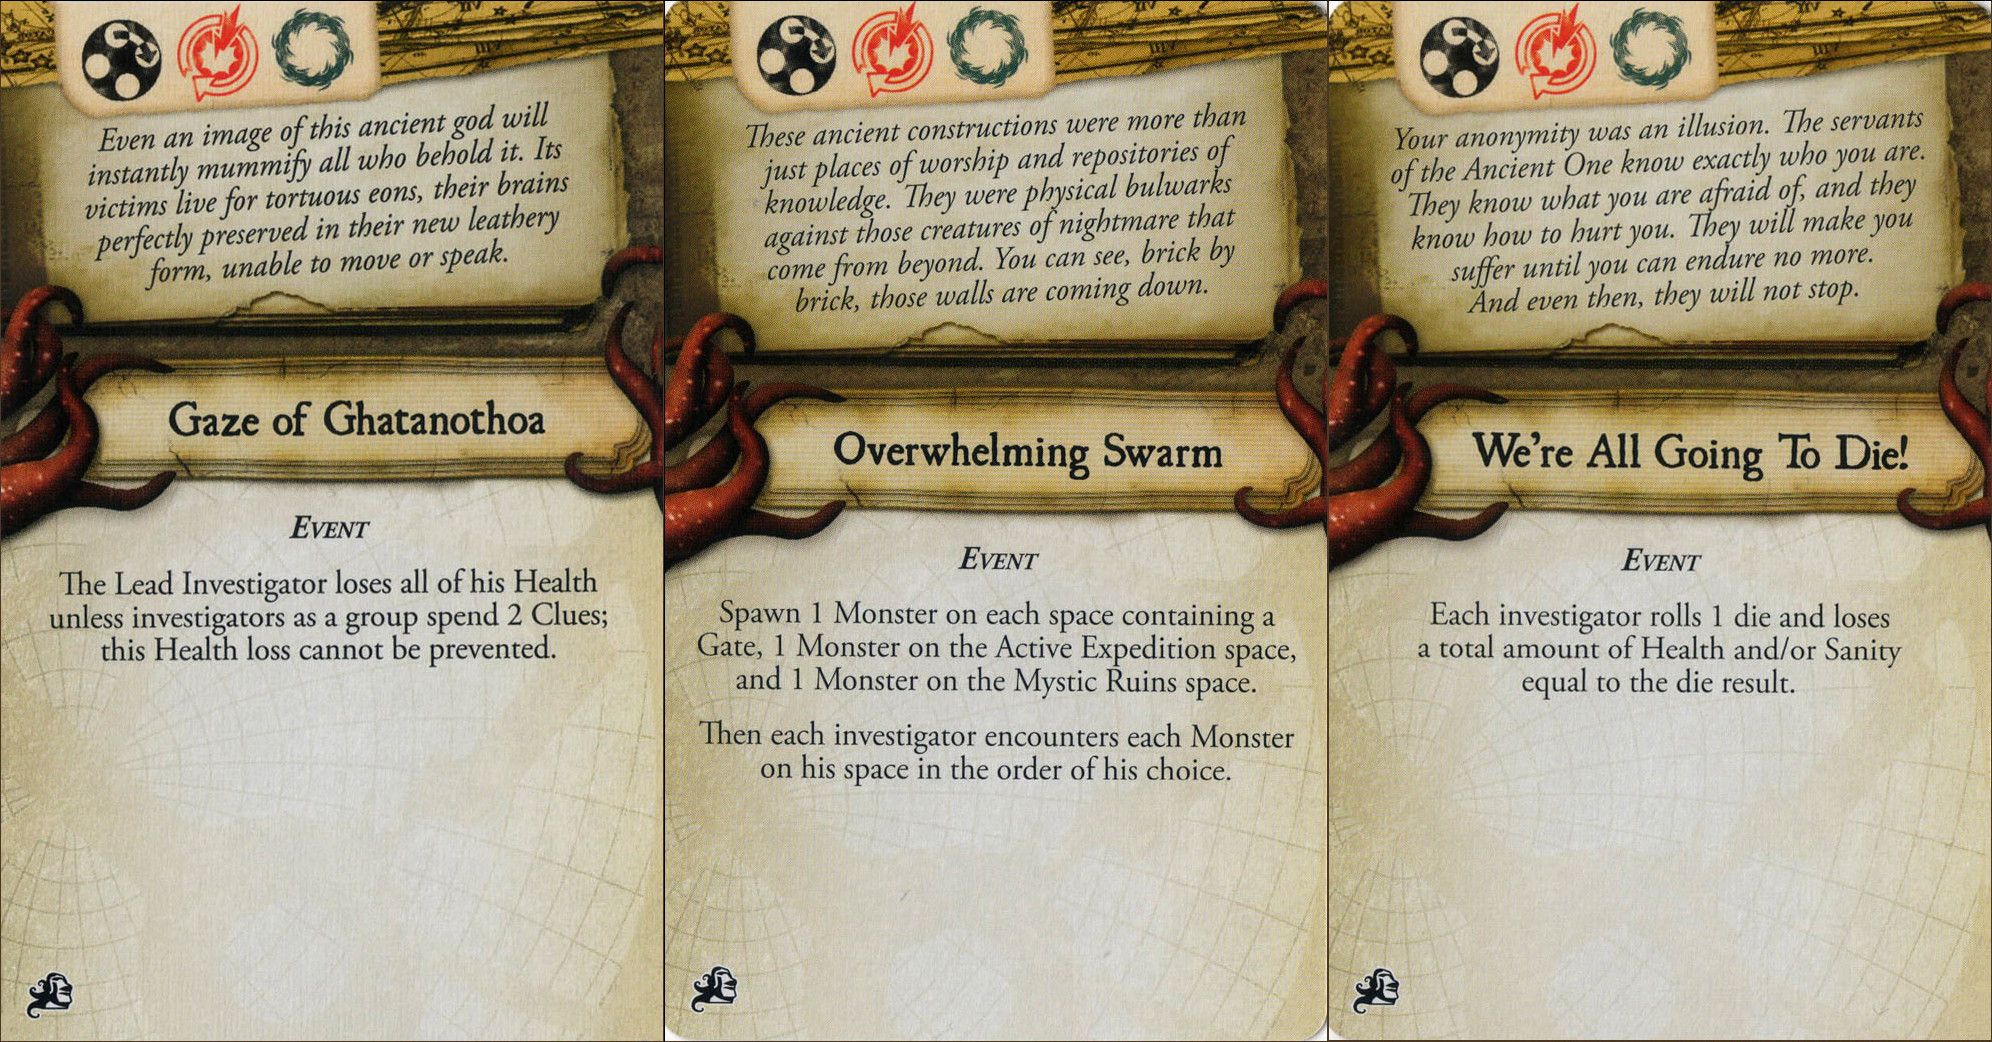 Even an image of this ancient god will
instantly mummify all who behold it. Its
victims live for tortuous eons, their brains
perfectly preserved in their new leathery
form, unable to move or speak.
Gaze of Ghatanothoa
Event
The Lead Investigator loses all of his Health
unless investigators as a group spend 2 Clues;
this Health loss cannot be prevented.
These ancient constructions were more than
just places of worship and repositories of
knowledge. They were physical bulwarks
against those creatures of nightmare that
come from beyond. You can see, brick by
brick, those walls are coming down.
Overwhelming Swarm
Event
Spawn 1 Monster on each space containing a
Gate, 1 Monster on the Active Expedition space,
and 1 Monster on the Mystic Ruins space.
Then each investigator encounters each Monster
on his space in the order of his choice.
Your anonymity was an illusion. The servants
of the Ancient One know exactly who you are.
They know what you are afraid of, and they
know how to hurt you. They will make you
suffer until you can endure no more.
And even then, they will not stop.
We're All Going To Die!
Event
Each investigator rolls 1 die and loses
a total amount of Health and/or Sanity
equal to the die result.